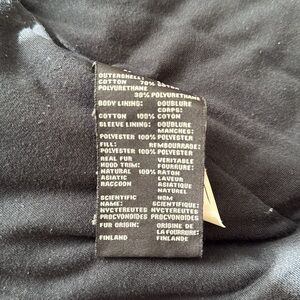 OUTERSHELL
COTTON 70% COTON
POLYURETHANE
30% POLYURETHANE
BODY LINING: DOUBLURE
CORPS:
COTTON 100% COTON
SLEEVE LINING: DOUBLURE
MANCHES:
POLYESTER 100% POLYESTER
FILL: REMBOURRAGE:
POLYESTER 100% POLYESTER
REAL FUR VERITABLE
HOOD TRIM: FOURRURE:
NATURAL 100% RATON
ASIATIC LAVEUR
RACCOON ASIATIQUE
NATUREL
SCIENTIFIC NOM
NAME: SCIENTIFIQUE:
NYCTEREUTES NYCTEREUTES
PROCYONOIDES PROCYONOIDES
FUR ORIGIN: ORIGINE DE
LA FOURRURE:
FINLAND FINLANDE